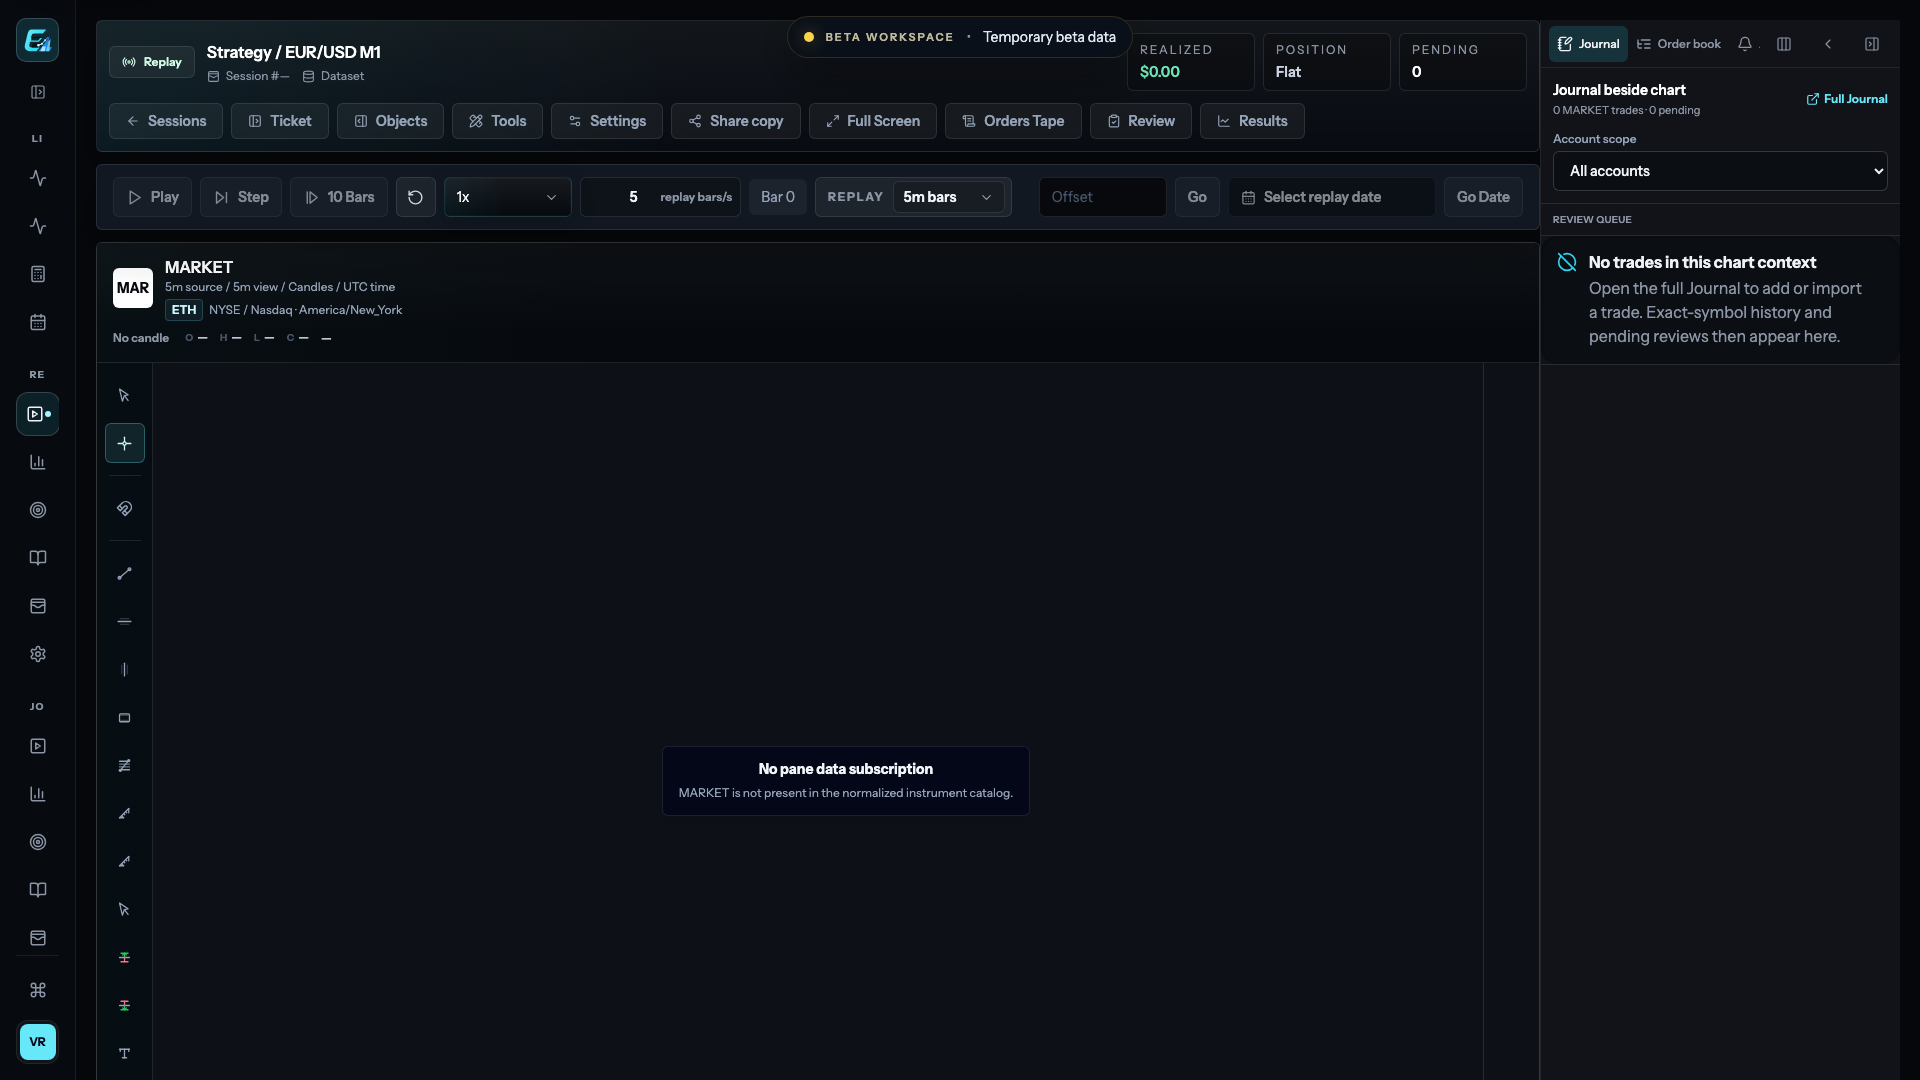 BETA WORKSPACE · Temporary beta data
Replay
Strategy / EUR/USD M1
Session #— Dataset
REALIZED
$0.00
POSITION
Flat
PENDING
0
Sessions Ticket Objects Tools Settings Share copy Full Screen Orders Tape Review Results
Play Step 10 Bars 1x 5 replay bars/s Bar 0 REPLAY 5m bars Offset Go Select replay date Go Date
MAR
MARKET
5m source / 5m view / Candles / UTC time
ETH NYSE / Nasdaq · America/New_York
No candle O — H — L — C — —
No pane data subscription
MARKET is not present in the normalized instrument catalog.
Journal Order book
Journal beside chart
0 MARKET trades · 0 pending
Full Journal
Account scope
All accounts
REVIEW QUEUE
No trades in this chart context
Open the full Journal to add or import
a trade. Exact-symbol history and
pending reviews then appear here.
LI
RE
JO
VR